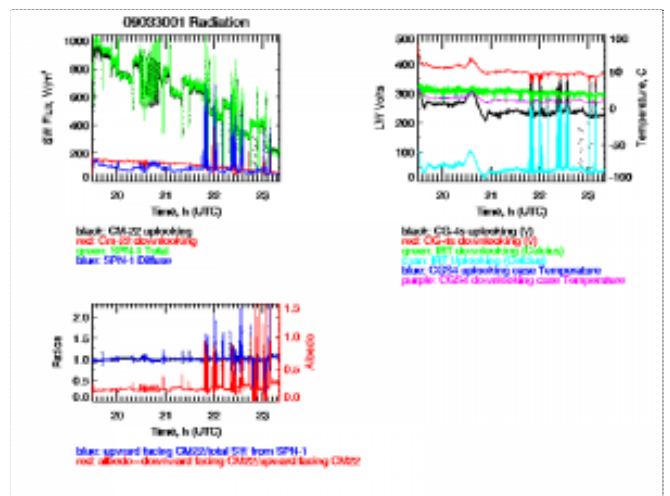 09033001 Radiation
1000
800
600
400
200
0
SW Flux, W/m²
20 21 22 23
Time, h (UTC)
black: CM-22 uplooking
red: Cm-22 downlooking
green: SPN-1 Total
blue: SPN-1 Diffuse
500
400
300
200
100
0
LW Volts
100
50
0
-50
-100
Temperature, C
20 21 22 23
Time, h (UTC)
black: CG-4s uplooking (V)
red: CG-4s downlooking (V)
green: IRT downlooking (Celcius)
cyan: IRT Uplooking (Celcius)
blue: CGS4 uplooking case Temperature
purple: CGS4 downlooking case Temperature
2.0
1.5
1.0
0.5
0.0
Ratios
1.5
1.0
0.5
0.0
Albedo
20 21 22 23
Time, h (UTC)
blue: upward facing CM22/total SW from SPN-1
red: albedo=downward facing CM22/upward facing CM22